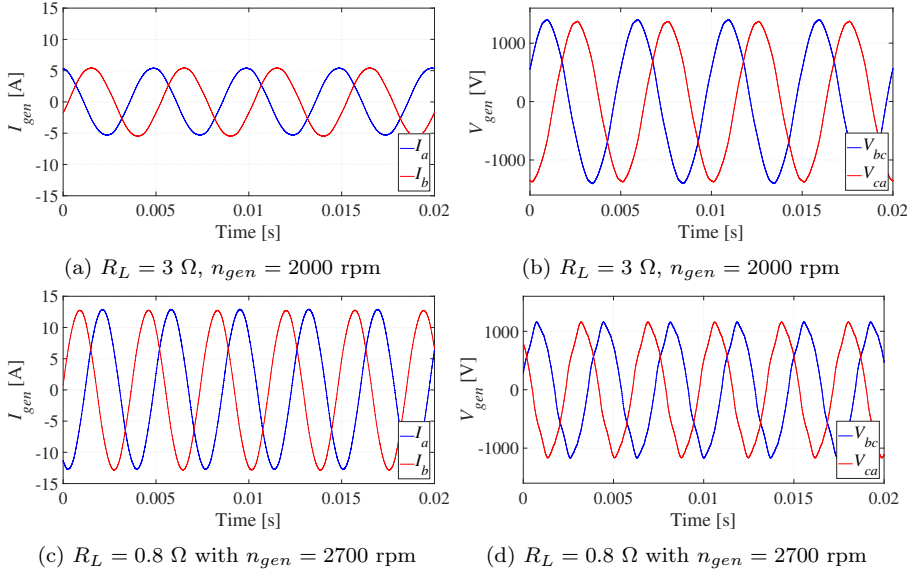 15
10
5
0
-5
-10
-15
I_gen [A]
I_a
I_b
0 0.005 0.01 0.015 0.02
Time [s]
(a) R_L = 3 Ω, n_gen = 2000 rpm
1000
0
-1000
V_gen [V]
V_bc
V_ca
0 0.005 0.01 0.015 0.02
Time [s]
(b) R_L = 3 Ω, n_gen = 2000 rpm
15
10
5
0
-5
-10
-15
I_gen [A]
I_a
I_b
0 0.005 0.01 0.015 0.02
Time [s]
(c) R_L = 0.8 Ω with n_gen = 2700 rpm
1000
0
-1000
V_gen [V]
V_bc
V_ca
0 0.005 0.01 0.015 0.02
Time [s]
(d) R_L = 0.8 Ω with n_gen = 2700 rpm